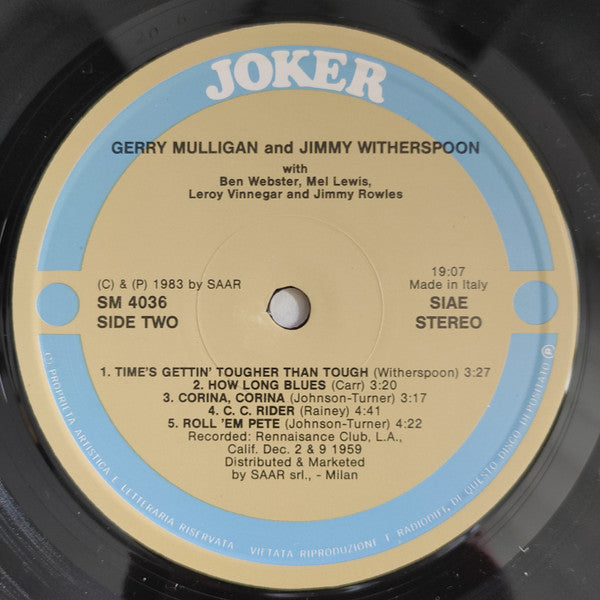 JOKER
GERRY MULLIGAN and JIMMY WITHERSPOON
with
Ben Webster, Mel Lewis,
Leroy Vinnegar and Jimmy Rowles
(C) & (P) 1983 by SAAR
SM 4036
SIDE TWO
19:07
Made in Italy
SIAE
STEREO
1. TIME'S GETTIN' TOUGHER THAN TOUGH (Witherspoon) 3:27
2. HOW LONG BLUES (Carr) 3:20
3. CORINA, CORINA (Johnson-Turner) 3:17
4. C. C. RIDER (Rainey) 4:41
5. ROLL 'EM PETE (Johnson-Turner) 4:22
Recorded: Rennaisance Club, L.A.,
Calif. Dec. 2 & 9 1959
Distributed & Marketed
by SAAR srl., - Milan
PROPRIETA ARTISTICA E LETTERARIA RISERVATA VIETATA RIPRODUZIONE E RADIODIFF. DI QUESTO DISCO DEPOSITATO